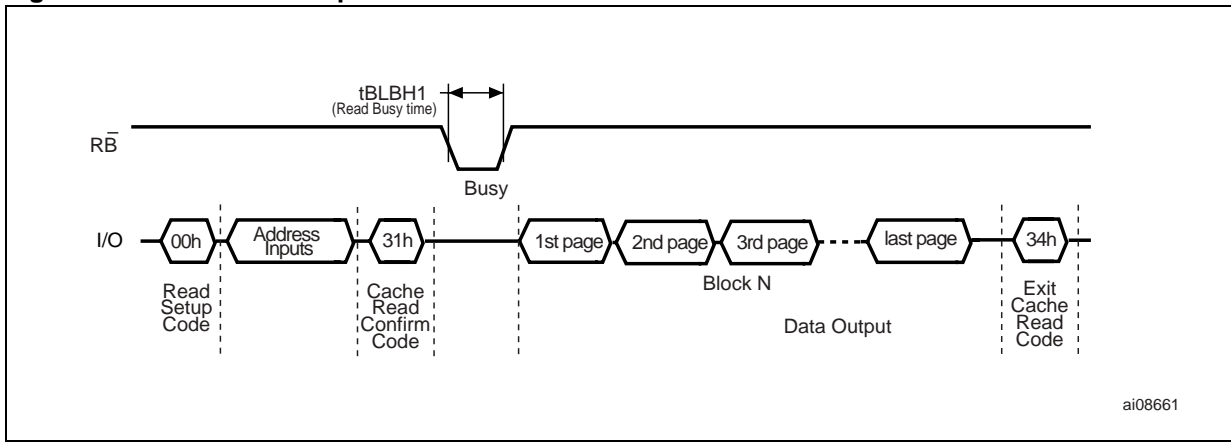 tBLBH1
(Read Busy time)
RB̅
Busy
I/O
00h
Address
Inputs
31h
1st page
2nd page
3rd page
last page
34h
Block N
Read
Setup
Code
Cache
Read
Confirm
Code
Data Output
Exit
Cache
Read
Code
ai08661